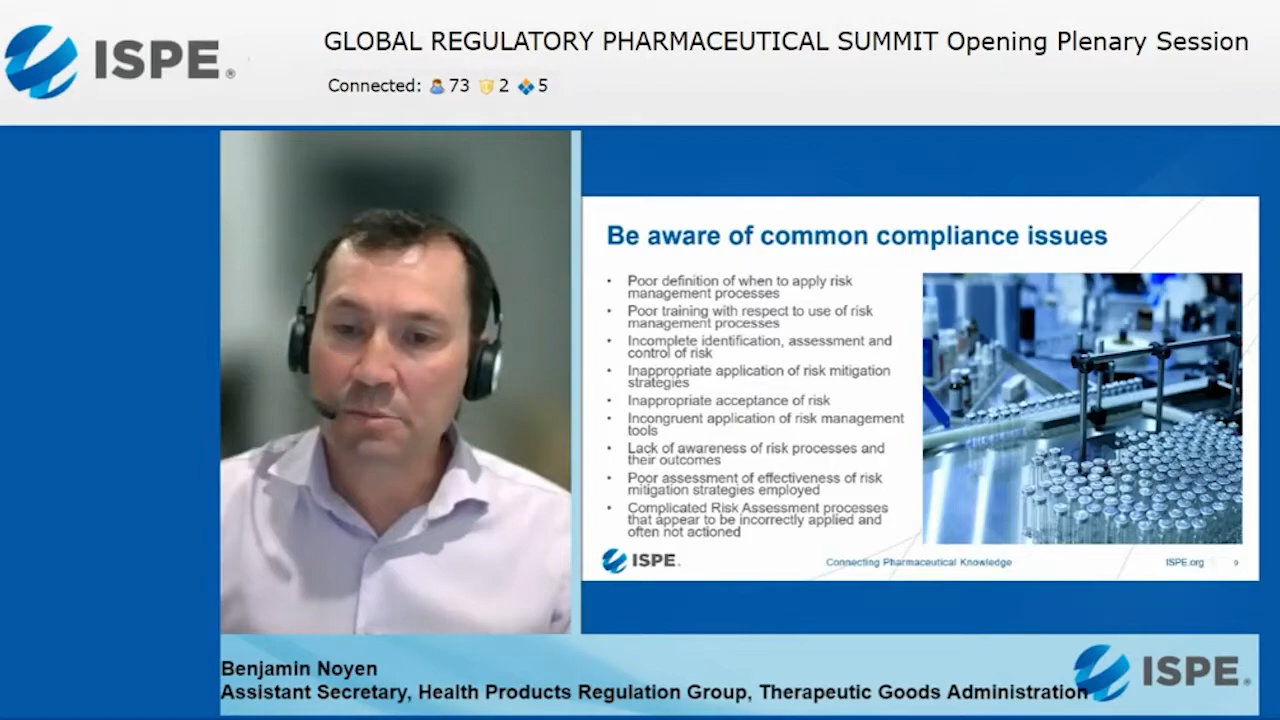 ISPE®
GLOBAL REGULATORY PHARMACEUTICAL SUMMIT Opening Plenary Session
Connected: 73 2 5
Be aware of common compliance issues
• Poor definition of when to apply risk
management processes
• Poor training with respect to use of risk
management processes
• Incomplete identification, assessment and
control of risk
• Inappropriate application of risk mitigation
strategies
• Inappropriate acceptance of risk
• Incongruent application of risk management
tools
• Lack of awareness of risk processes and
their outcomes
• Poor assessment of effectiveness of risk
mitigation strategies employed
• Complicated Risk Assessment processes
that appear to be incorrectly applied and
often not actioned
ISPE.
Connecting Pharmaceutical Knowledge
ISPE.org
9
Benjamin Noyen
Assistant Secretary, Health Products Regulation Group, Therapeutic Goods Administration
ISPE®